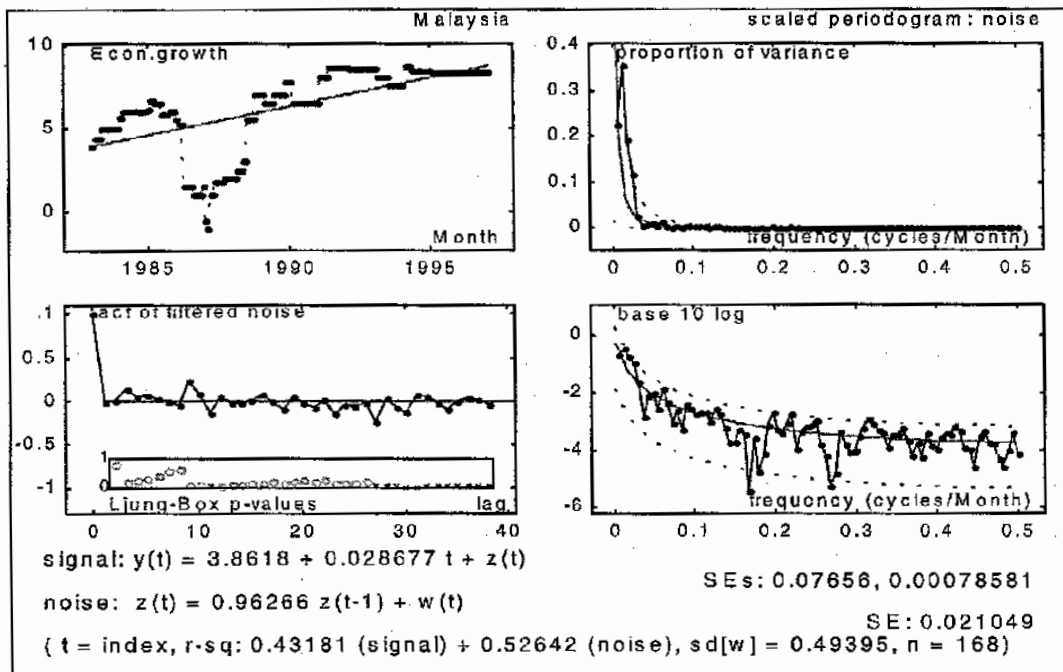 Malaysia
scaled periodogram: noise
Econ.growth
10
5
0
Month
1985 1990 1995
proportion of variance
0.4
0.3
0.2
0.1
0
frequency (cycles/Month)
0 0.1 0.2 0.3 0.4 0.5
acf of filtered noise
1
0.5
0
-0.5
-1
1
0
Ljung-Box p-values
lag
0 10 20 30 40
base 10 log
0
-2
-4
-6
frequency (cycles/Month)
0 0.1 0.2 0.3 0.4 0.5
signal: y(t) = 3.8618 + 0.028677 t + z(t)
SEs: 0.07656, 0.00078581
noise: z(t) = 0.96266 z(t-1) + w(t)
SE: 0.021049
( t = index, r-sq: 0.43181 (signal) + 0.52642 (noise), sd[w] = 0.49395, n = 168)